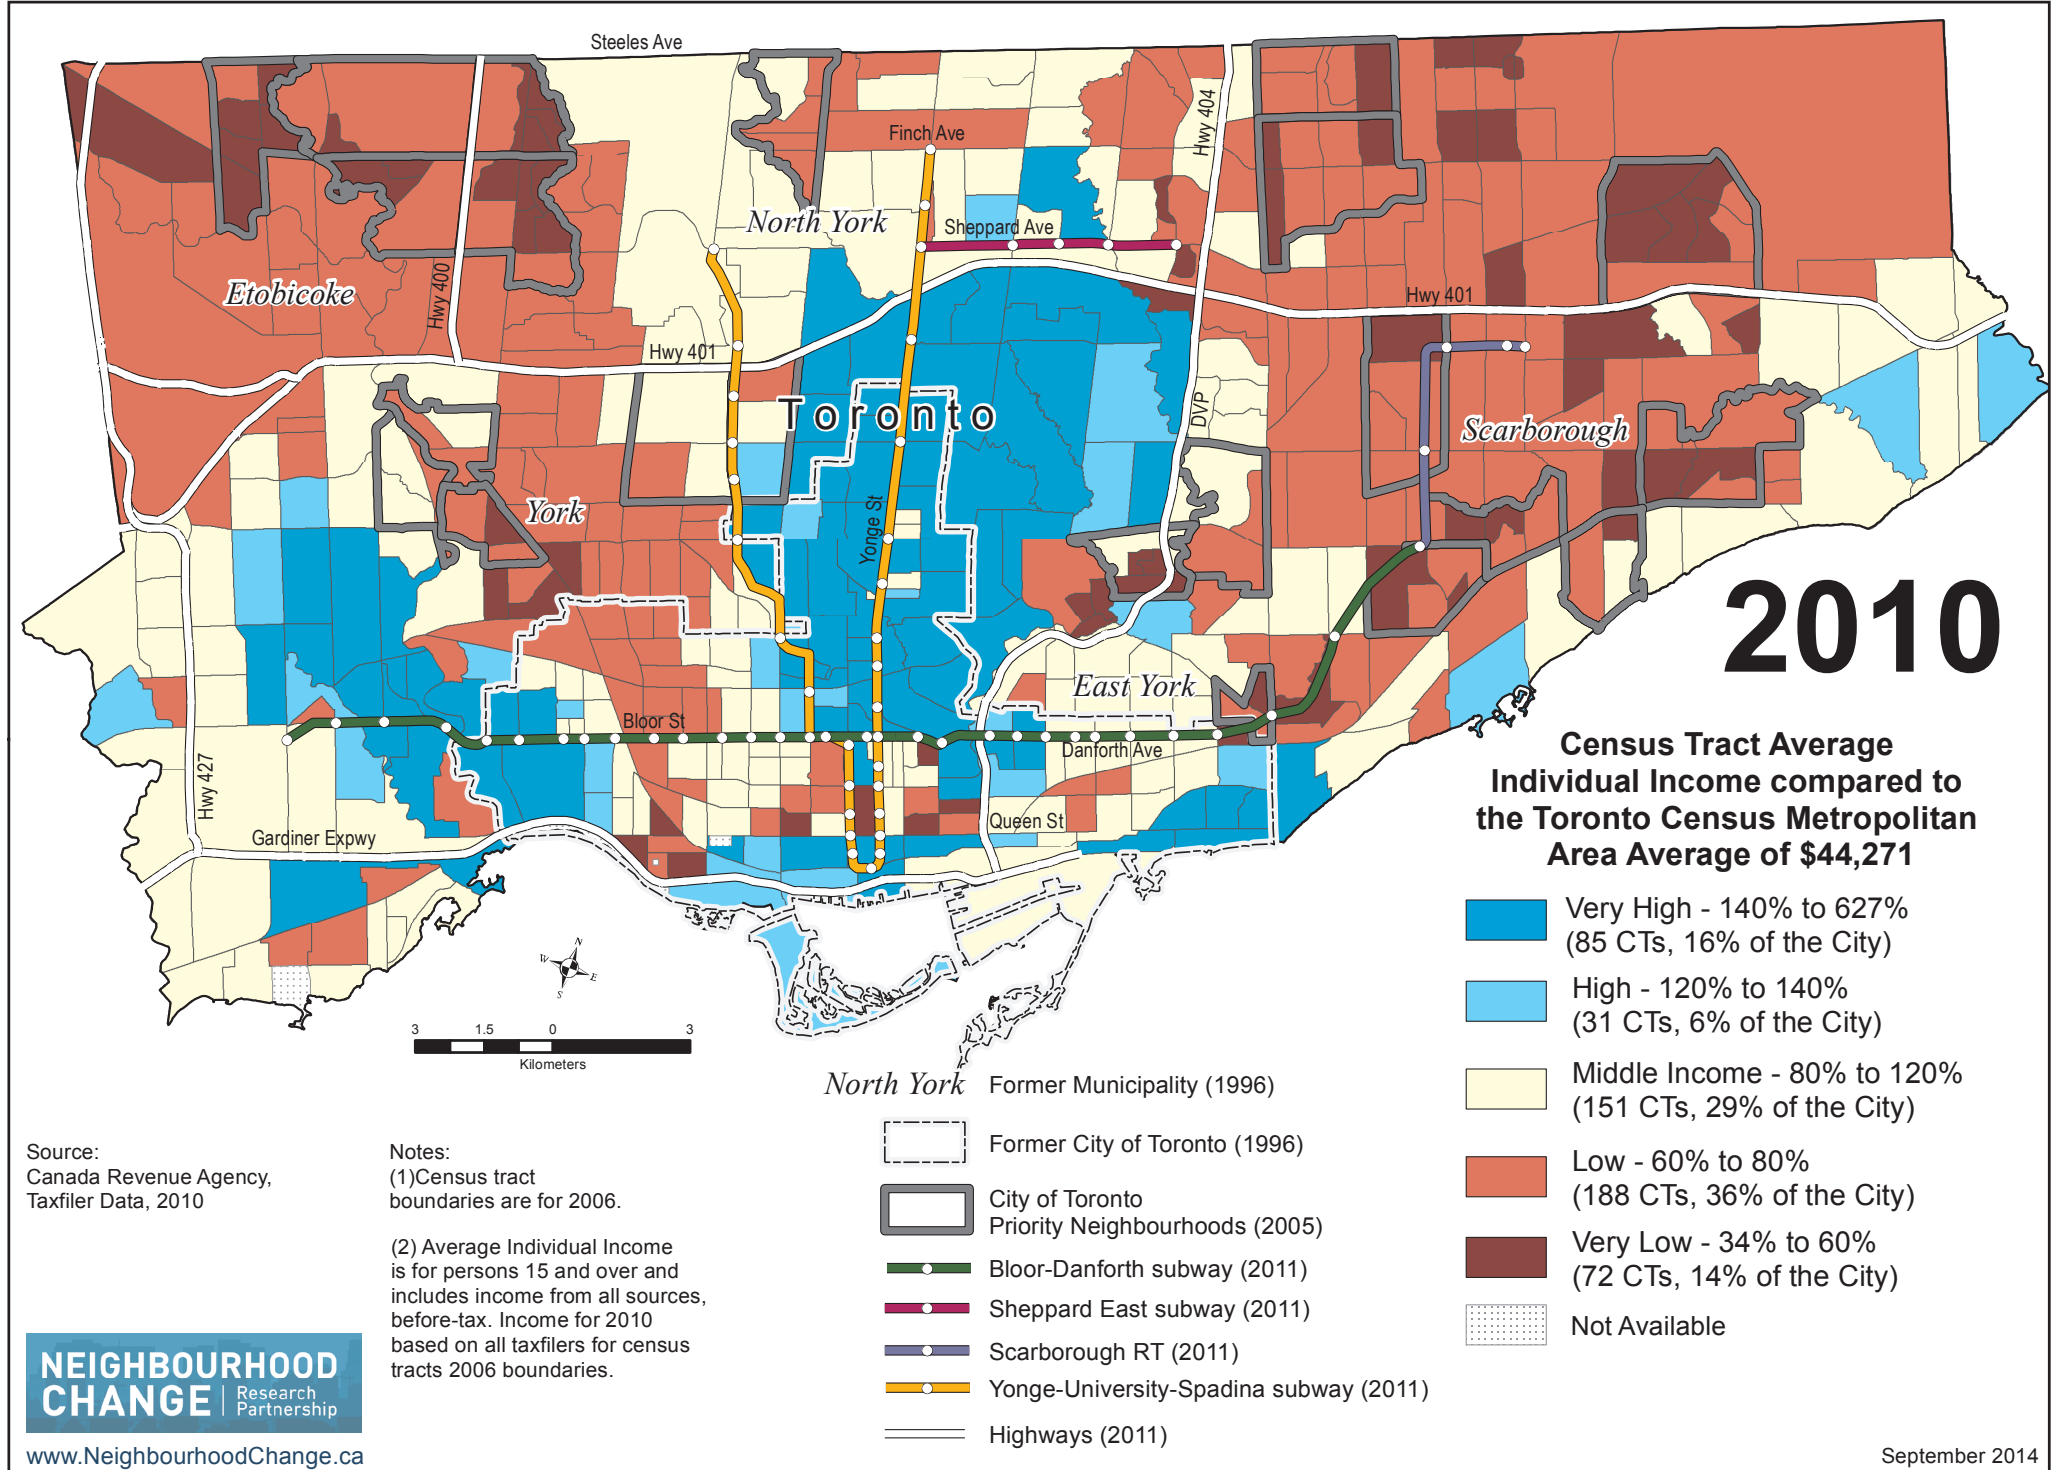 Steeles Ave
Finch Ave
Hwy 404
North York
Sheppard Ave
Etobicoke
Hwy 400
Hwy 401
Hwy 401
Toronto
DVP
Scarborough
York
Yonge St
2010
East York
Bloor St
Danforth Ave
Hwy 427
Gardiner Expwy
Queen St
Census Tract Average
Individual Income compared to
the Toronto Census Metropolitan
Area Average of $44,271
Very High - 140% to 627%
(85 CTs, 16% of the City)
High - 120% to 140%
(31 CTs, 6% of the City)
Middle Income - 80% to 120%
(151 CTs, 29% of the City)
Low - 60% to 80%
(188 CTs, 36% of the City)
Very Low - 34% to 60%
(72 CTs, 14% of the City)
Not Available
N
W
E
S
3 1.5 0 3
Kilometers
North York Former Municipality (1996)
Former City of Toronto (1996)
City of Toronto
Priority Neighbourhoods (2005)
Bloor-Danforth subway (2011)
Sheppard East subway (2011)
Scarborough RT (2011)
Yonge-University-Spadina subway (2011)
Highways (2011)
Source:
Canada Revenue Agency,
Taxfiler Data, 2010
Notes:
(1)Census tract
boundaries are for 2006.
(2) Average Individual Income
is for persons 15 and over and
includes income from all sources,
before-tax. Income for 2010
based on all taxfilers for census
tracts 2006 boundaries.
NEIGHBOURHOOD
CHANGE
Research
Partnership
www.NeighbourhoodChange.ca
September 2014